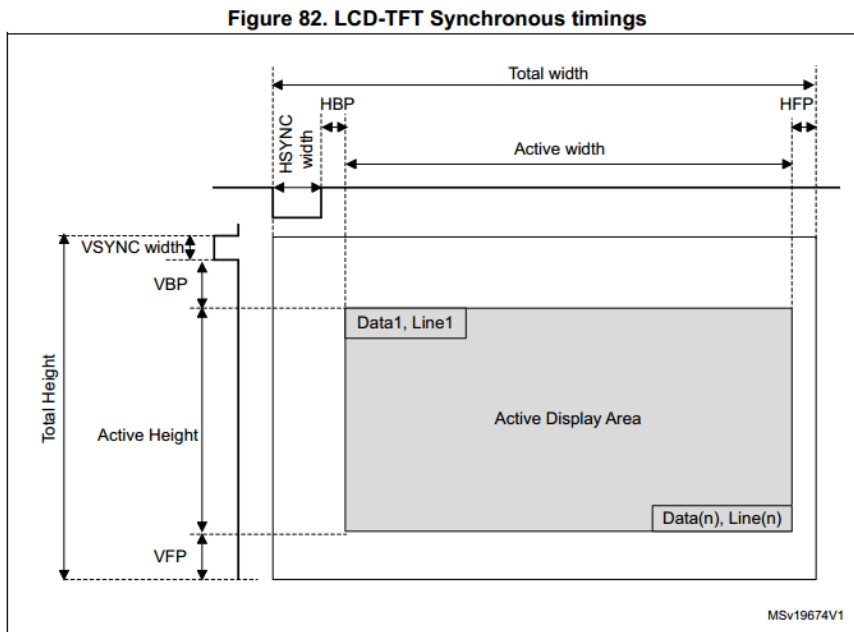 Figure 82. LCD-TFT Synchronous timings
Total width
HBP
HFP
HSYNC
width
Active width
VSYNC width
VBP
Data1, Line1
Total Height
Active Height
Active Display Area
Data(n), Line(n)
VFP
MSv19674V1